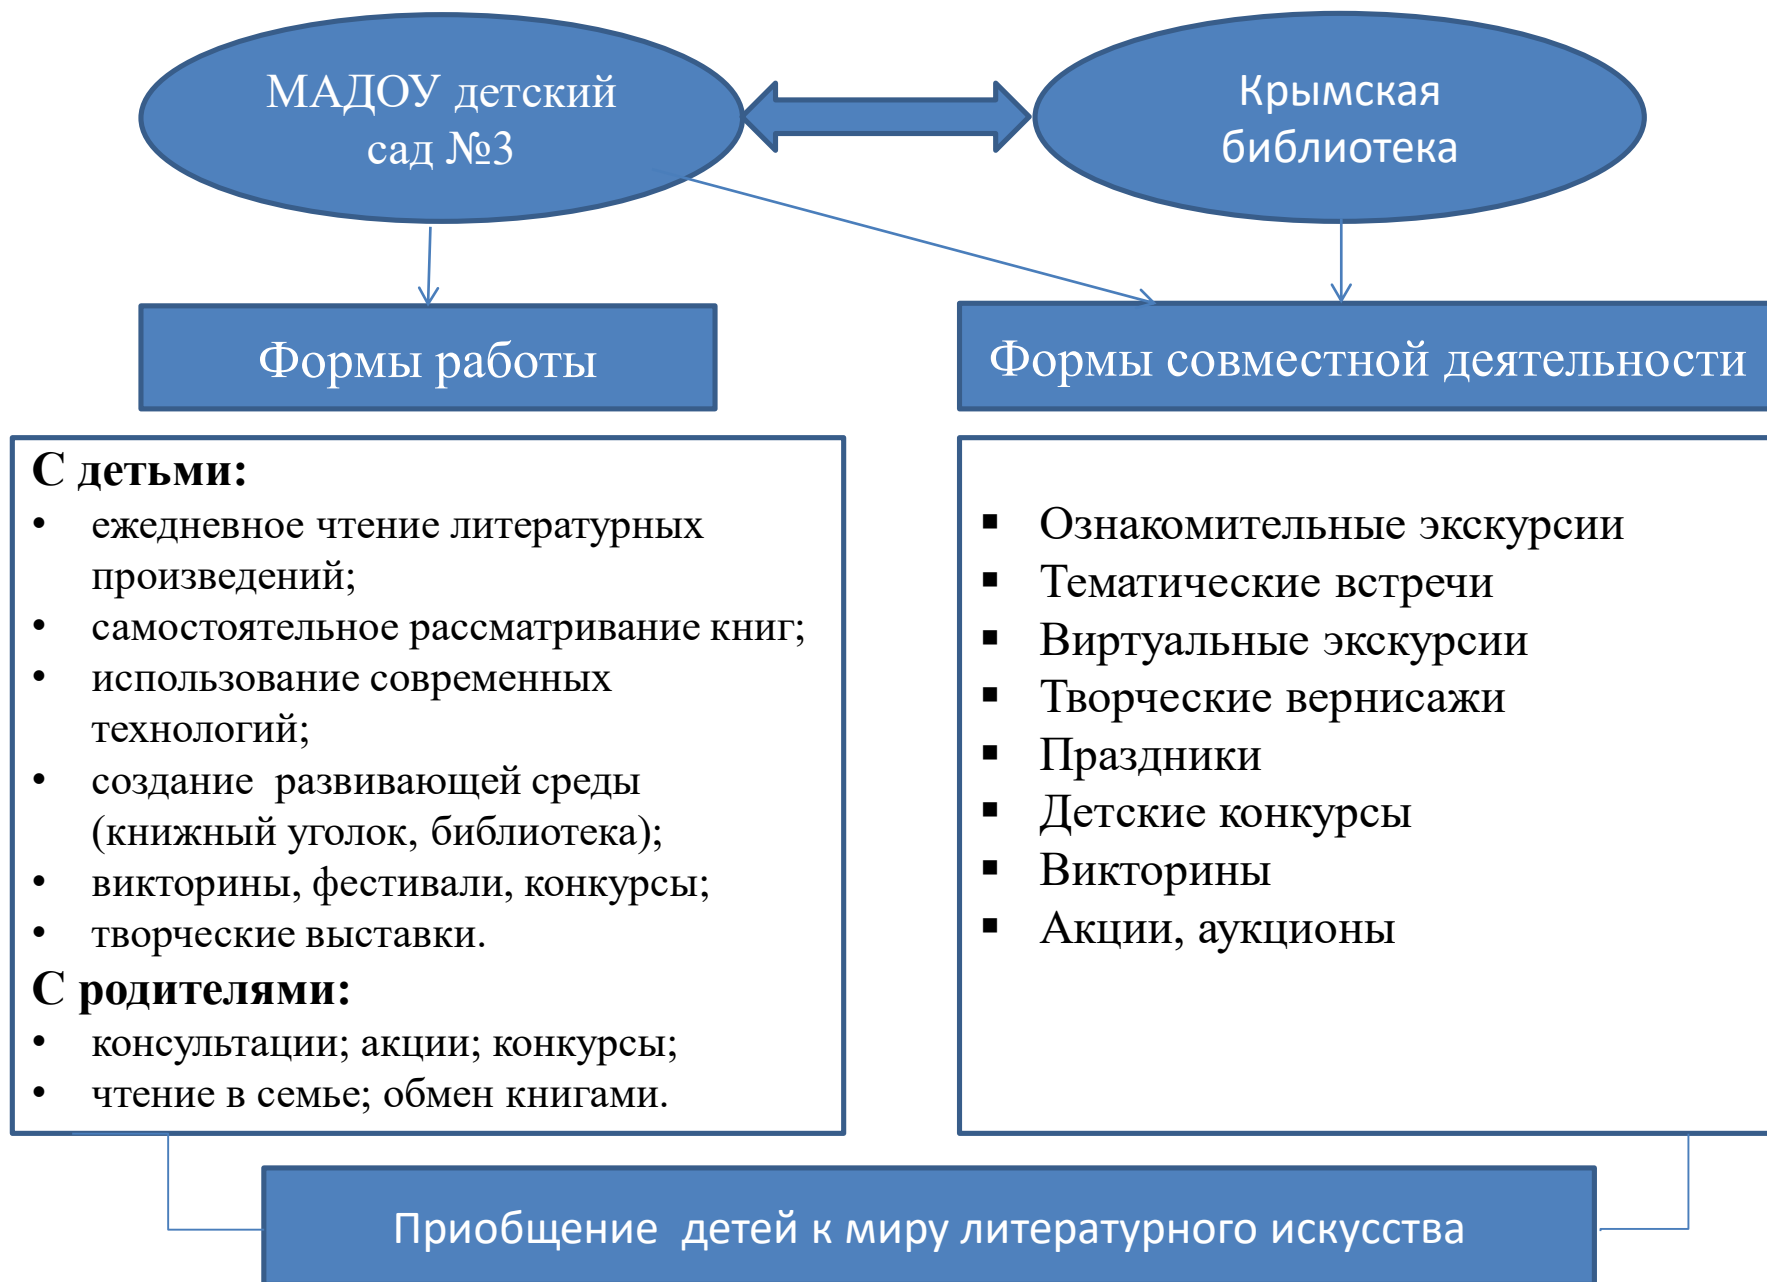 МАДОУ детский
сад №3
Крымская
библиотека
Формы работы
Формы совместной деятельности
С детьми:
• ежедневное чтение литературных
произведений;
• самостоятельное рассматривание книг;
• использование современных
технологий;
• создание  развивающей среды
(книжный уголок, библиотека);
• викторины, фестивали, конкурсы;
• творческие выставки.
С родителями:
• консультации; акции; конкурсы;
• чтение в семье; обмен книгами.
▪ Ознакомительные экскурсии
▪ Тематические встречи
▪ Виртуальные экскурсии
▪ Творческие вернисажи
▪ Праздники
▪ Детские конкурсы
▪ Викторины
▪ Акции, аукционы
Приобщение  детей к миру литературного искусства